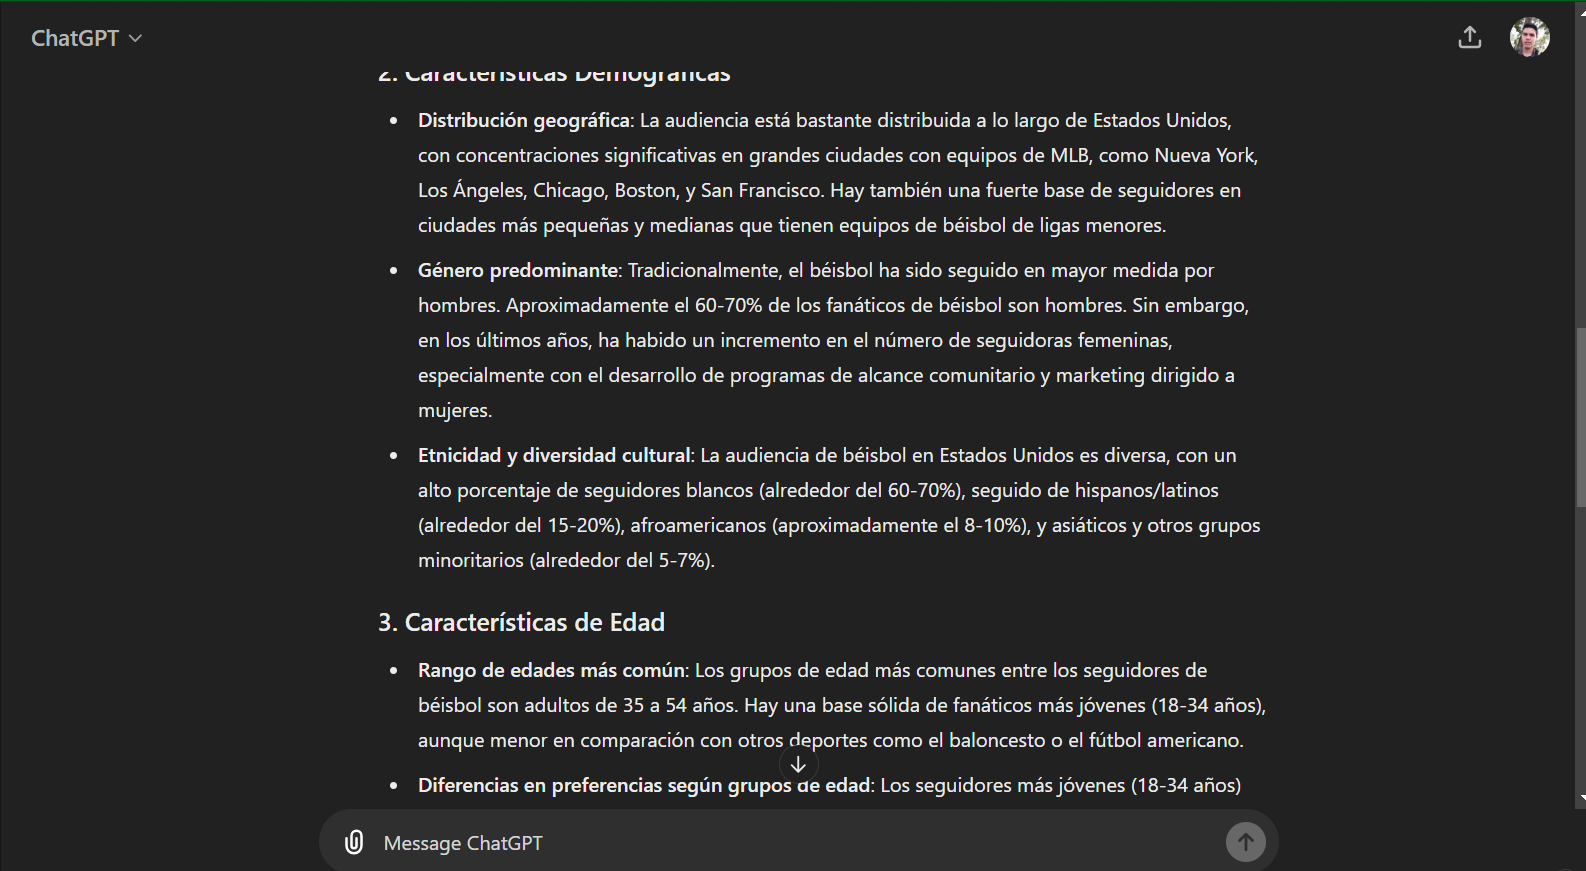 ChatGPT
2. Características Demográficas
Distribución geográfica: La audiencia está bastante distribuida a lo largo de Estados Unidos,
con concentraciones significativas en grandes ciudades con equipos de MLB, como Nueva York,
Los Ángeles, Chicago, Boston, y San Francisco. Hay también una fuerte base de seguidores en
ciudades más pequeñas y medianas que tienen equipos de béisbol de ligas menores.
Género predominante: Tradicionalmente, el béisbol ha sido seguido en mayor medida por
hombres. Aproximadamente el 60-70% de los fanáticos de béisbol son hombres. Sin embargo,
en los últimos años, ha habido un incremento en el número de seguidoras femeninas,
especialmente con el desarrollo de programas de alcance comunitario y marketing dirigido a
mujeres.
Etnicidad y diversidad cultural: La audiencia de béisbol en Estados Unidos es diversa, con un
alto porcentaje de seguidores blancos (alrededor del 60-70%), seguido de hispanos/latinos
(alrededor del 15-20%), afroamericanos (aproximadamente el 8-10%), y asiáticos y otros grupos
minoritarios (alrededor del 5-7%).
3. Características de Edad
Rango de edades más común: Los grupos de edad más comunes entre los seguidores de
béisbol son adultos de 35 a 54 años. Hay una base sólida de fanáticos más jóvenes (18-34 años),
aunque menor en comparación con otros deportes como el baloncesto o el fútbol americano.
Diferencias en preferencias según grupos de edad: Los seguidores más jóvenes (18-34 años)
Message ChatGPT